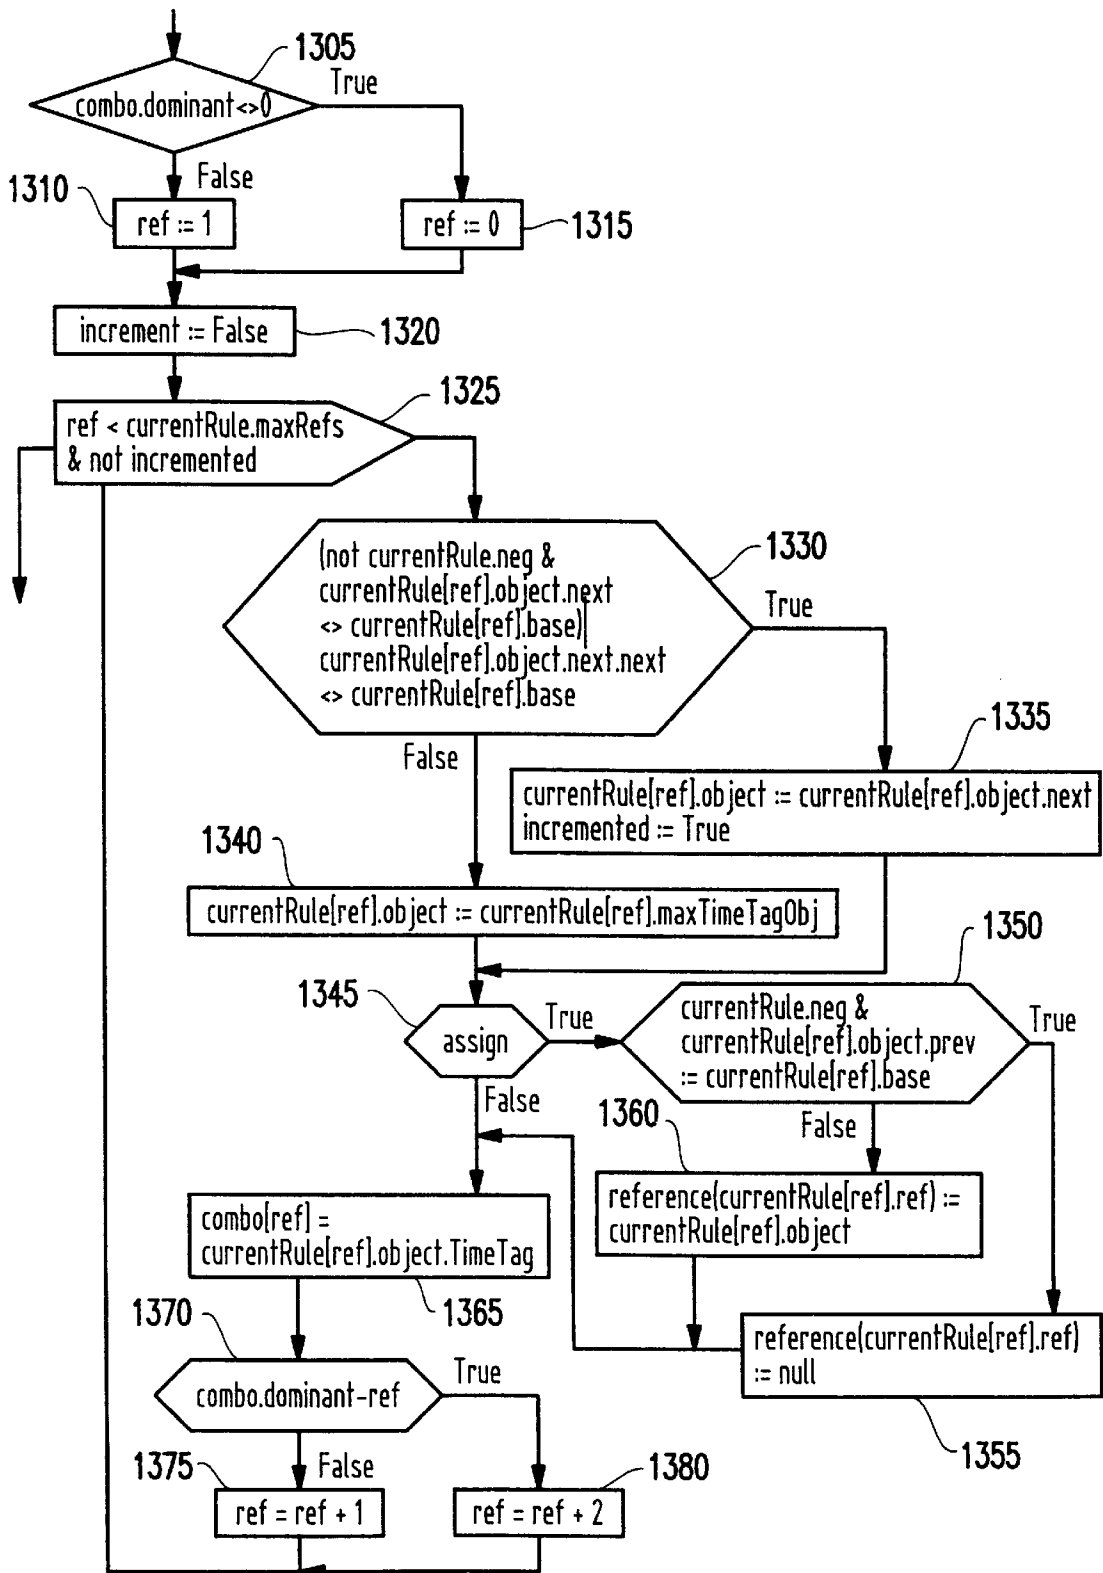 1305
True
combo.dominant<>0
False
1310
ref := 1
ref := 0
1315
increment := False
1320
1325
ref < currentRule.maxRefs
& not incremented
1330
(not currentRule.neg &
currentRule[ref].object.next
<> currentRule[ref].base)|
currentRule[ref].object.next.next
<> currentRule[ref].base
True
False
1335
currentRule[ref].object := currentRule[ref].object.next
incremented := True
1340
currentRule[ref].object := currentRule[ref].maxTimeTagObj
1350
1345
assign
True
currentRule.neg &
currentRule[ref].object.prev
:= currentRule[ref].base
True
False
False
1360
reference(currentRule[ref].ref) :=
currentRule[ref].object
combo[ref] =
currentRule[ref].object.TimeTag
1365
1370
reference(currentRule[ref].ref)
:= null
1355
combo.dominant-ref
True
False
1375
ref = ref + 1
1380
ref = ref + 2